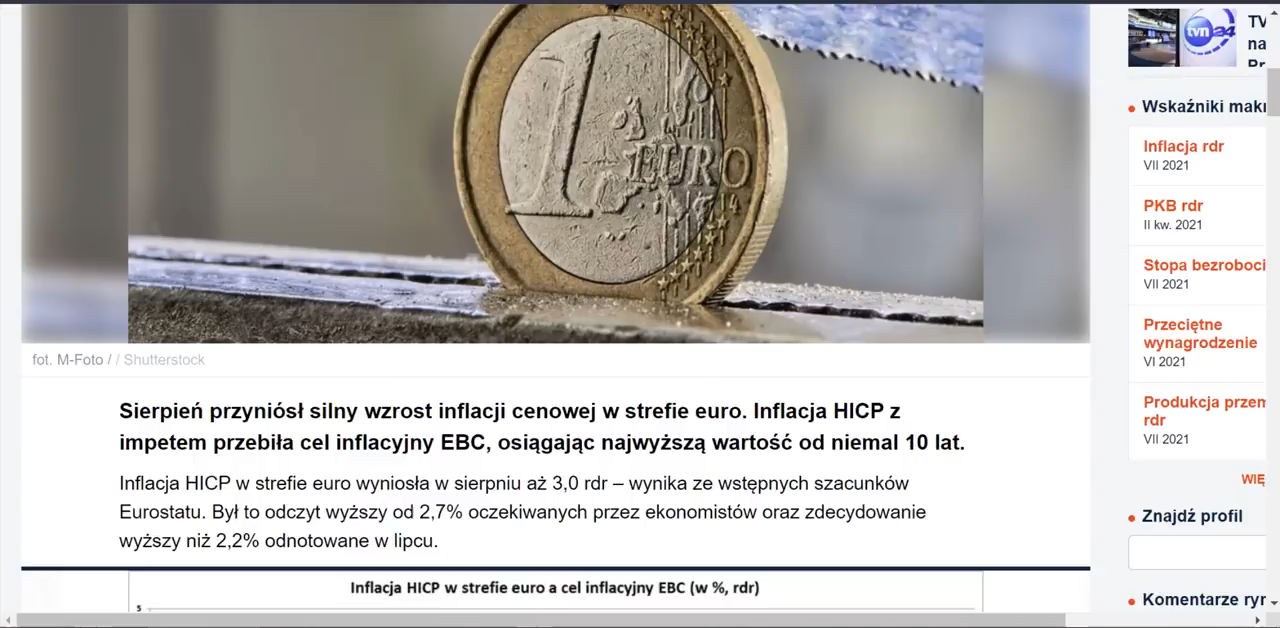 1
EURO
tvn 24
TV
na
fot. M-Foto / / Shutterstock
Sierpień przyniósł silny wzrost inflacji cenowej w strefie euro. Inflacja HICP z
impetem przebiła cel inflacyjny EBC, osiągając najwyższą wartość od niemal 10 lat.
Inflacja HICP w strefie euro wyniosła w sierpniu aż 3,0 rdr – wynika ze wstępnych szacunków
Eurostatu. Był to odczyt wyższy od 2,7% oczekiwanych przez ekonomistów oraz zdecydowanie
wyższy niż 2,2% odnotowane w lipcu.
Inflacja HICP w strefie euro a cel inflacyjny EBC (w %, rdr)
5
Wskaźniki makr
Inflacja rdr
VII 2021
PKB rdr
II kw. 2021
Stopa bezroboci
VII 2021
Przeciętne
wynagrodzenie
VI 2021
Produkcja przem
rdr
VII 2021
WIĘ
Znajdź profil
Komentarze ryn